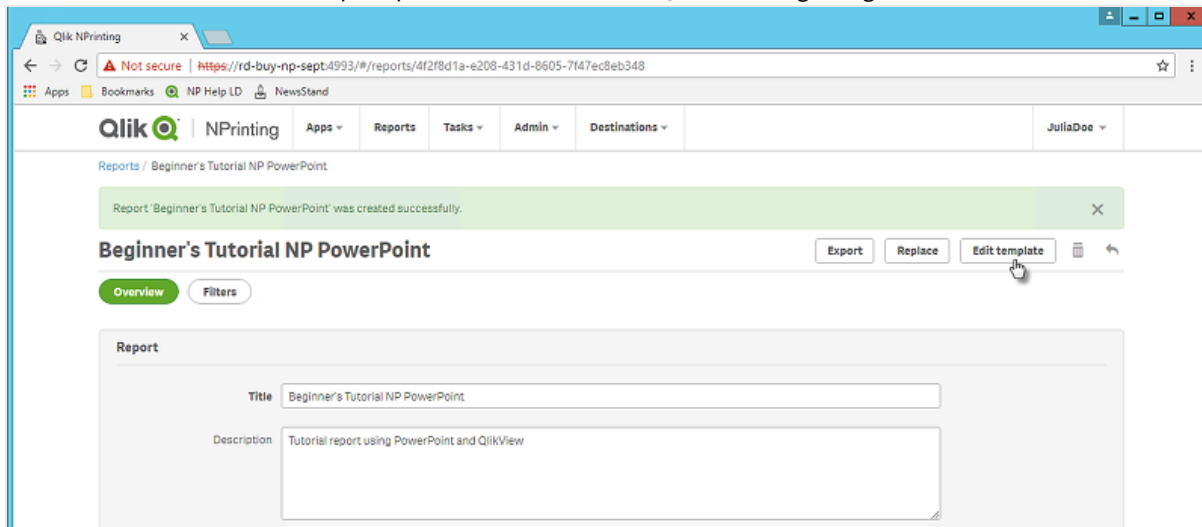 Qlik NPrinting
Not secure | https://rd-buy-np-sept:4993/#/reports/4f2f8d1a-e208-431d-8605-7f47ec8eb348
Apps Bookmarks NP Help LD NewsStand
Qlik NPrinting Apps Reports Tasks Admin Destinations JuliaDoe
Reports / Beginner's Tutorial NP PowerPoint
Report 'Beginner's Tutorial NP PowerPoint' was created successfully.
Beginner's Tutorial NP PowerPoint Export Replace Edit template
Overview Filters
Report
Title Beginner's Tutorial NP PowerPoint
Description Tutorial report using PowerPoint and QlikView